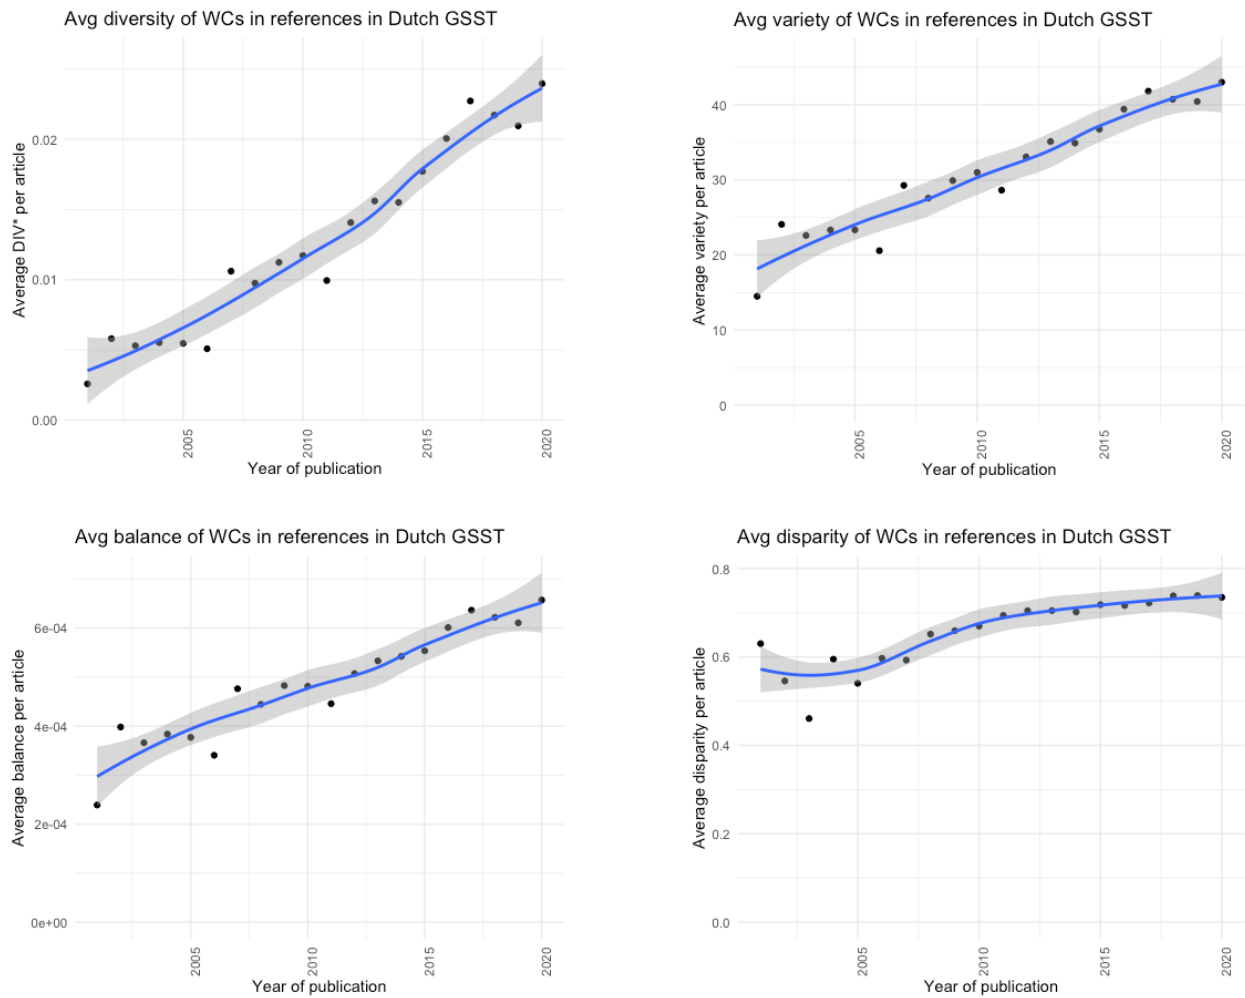 Avg diversity of WCs in references in Dutch GSST
Average DIV* per article
0.02
0.01
0.00
2005
2010
2015
2020
Year of publication
Avg variety of WCs in references in Dutch GSST
Average variety per article
40
30
20
10
0
2005
2010
2015
2020
Year of publication
Avg balance of WCs in references in Dutch GSST
Average balance per article
6e-04
4e-04
2e-04
0e+00
2005
2010
2015
2020
Year of publication
Avg disparity of WCs in references in Dutch GSST
Average disparity per article
0.8
0.6
0.4
0.2
0.0
2005
2010
2015
2020
Year of publication